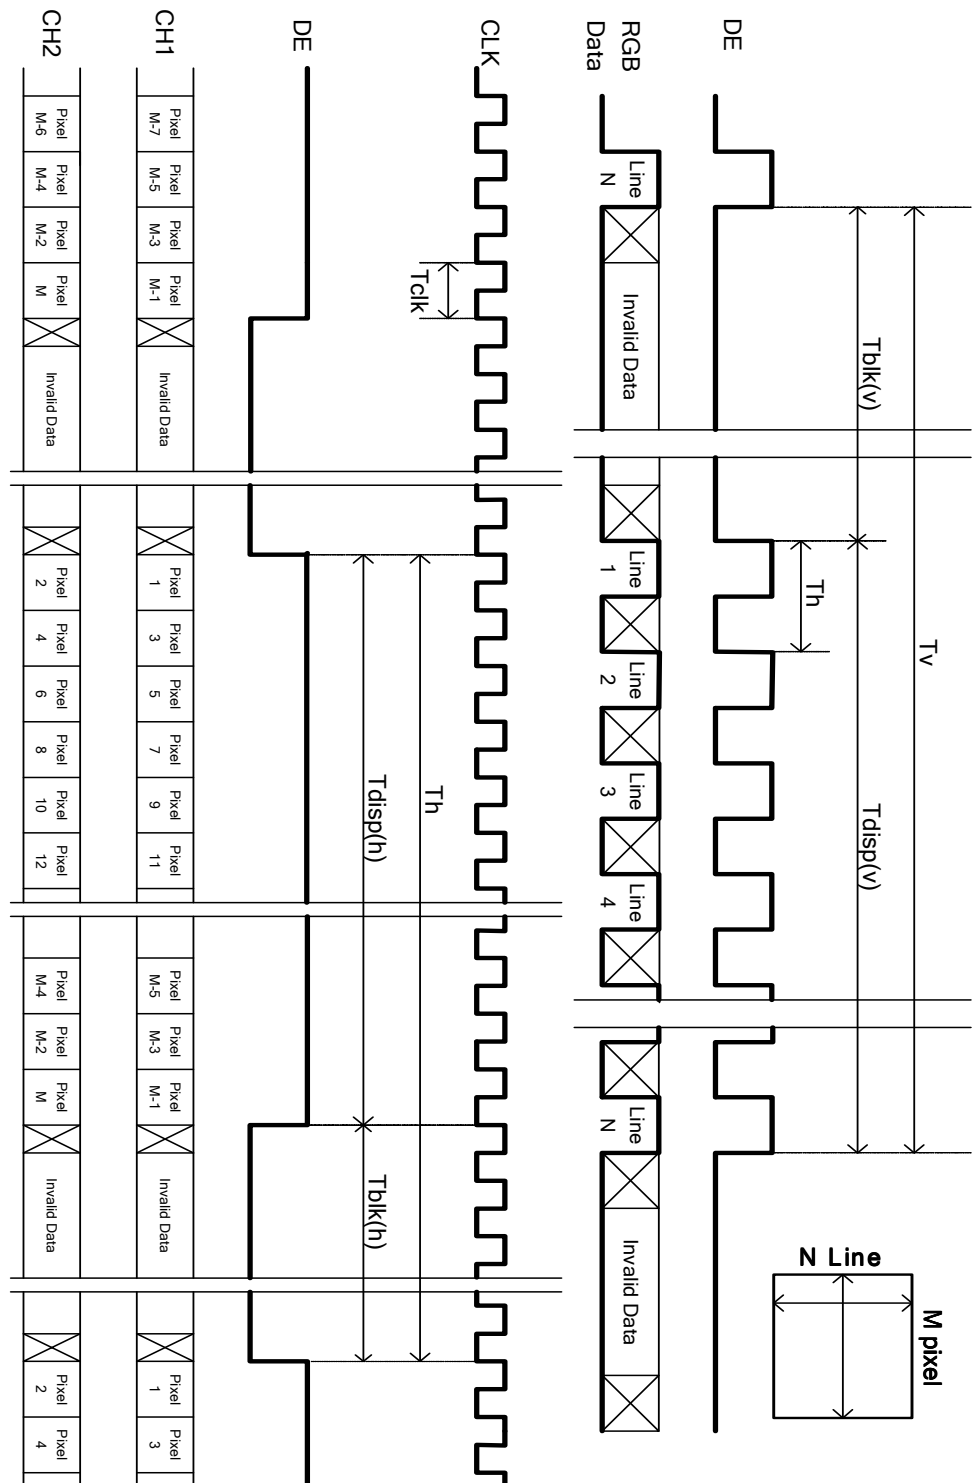 Tv
Tblk(v)
Tdisp(v)
Th
N Line
M pixel
DE
RGB
Data
Line
N
Invalid Data
Line
1
Line
2
Line
3
Line
4
Line
N
Invalid Data
CLK
Tclk
Th
Tdisp(h)
Tblk(h)
DE
CH1
Pixel
M-7
Pixel
M-5
Pixel
M-3
Pixel
M-1
Invalid Data
Pixel
1
Pixel
3
Pixel
5
Pixel
7
Pixel
9
Pixel
11
Pixel
M-5
Pixel
M-3
Pixel
M-1
Invalid Data
Pixel
1
Pixel
3
CH2
Pixel
M-6
Pixel
M-4
Pixel
M-2
Pixel
M
Invalid Data
Pixel
2
Pixel
4
Pixel
6
Pixel
8
Pixel
10
Pixel
12
Pixel
M-4
Pixel
M-2
Pixel
M
Invalid Data
Pixel
2
Pixel
4